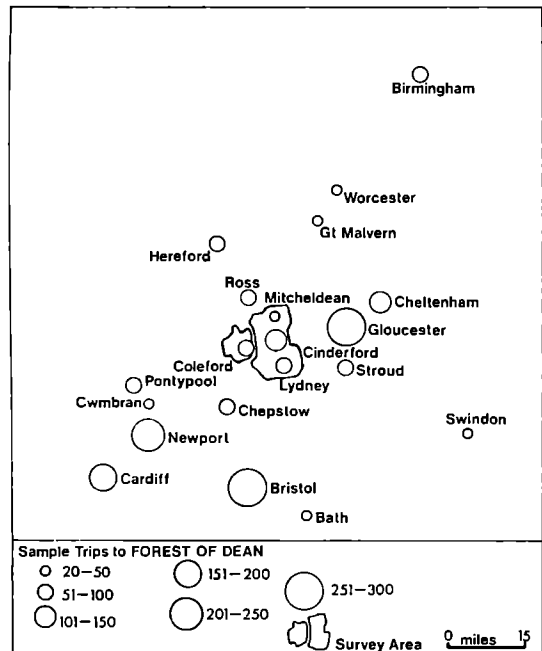 Birmingham
Worcester
Gt Malvern
Hereford
Ross
Mitcheldean
Cheltenham
Gloucester
Cinderford
Coleford
Stroud
Lydney
Pontypool
Cwmbran
Chepstow
Swindon
Newport
Cardiff
Bristol
Bath
Sample Trips to FOREST OF DEAN
20–50
51–100
101–150
151–200
201–250
251–300
Survey Area
0 miles 15